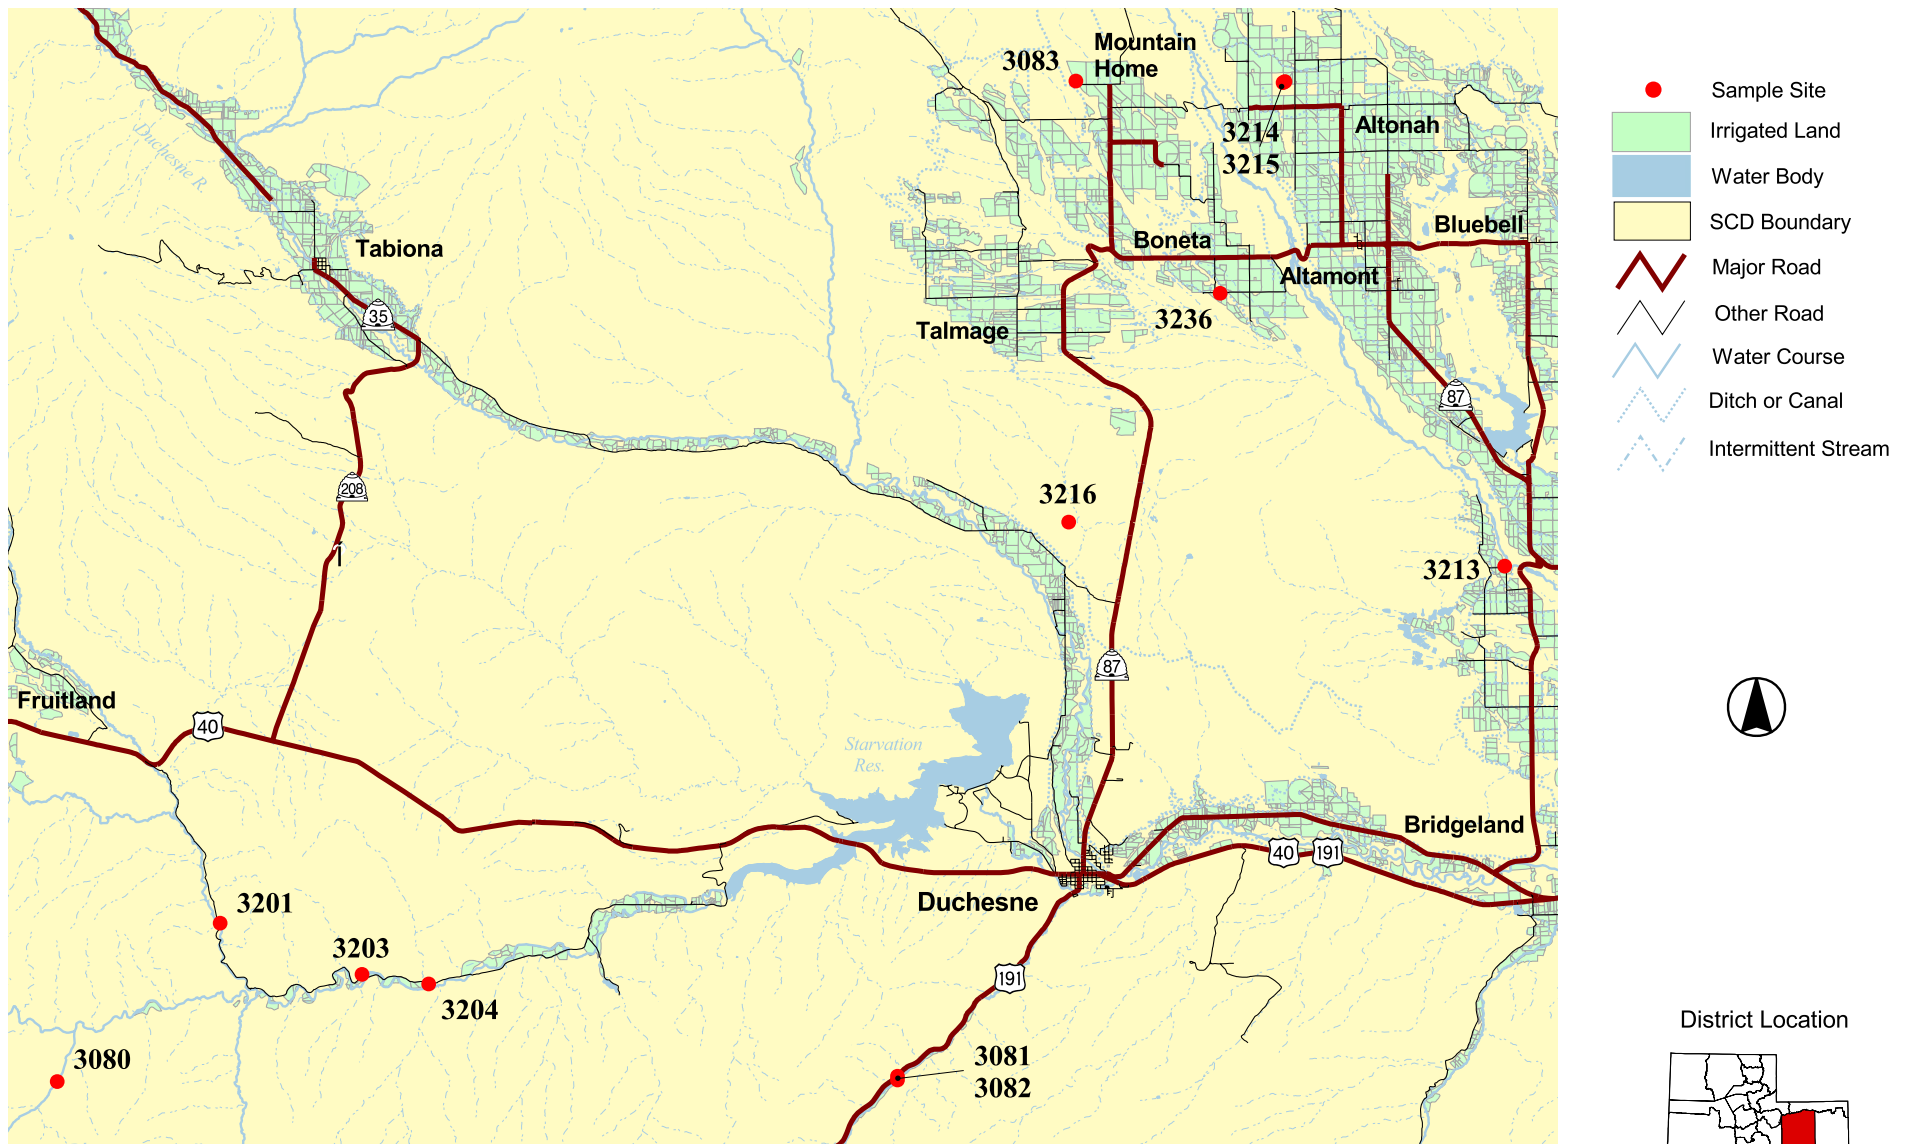 Mountain
Home
3083
3214
3215
Altonah
Duchesne R.
Tabiona
Boneta
Bluebell
Altamont
35
3236
Talmage
87
208
3216
3213
87
Fruitland
40
Starvation
Res.
Bridgeland
40
191
Duchesne
3201
3203
3204
191
3080
3081
3082
Sample Site
Irrigated Land
Water Body
SCD Boundary
Major Road
Other Road
Water Course
Ditch or Canal
Intermittent Stream
District Location